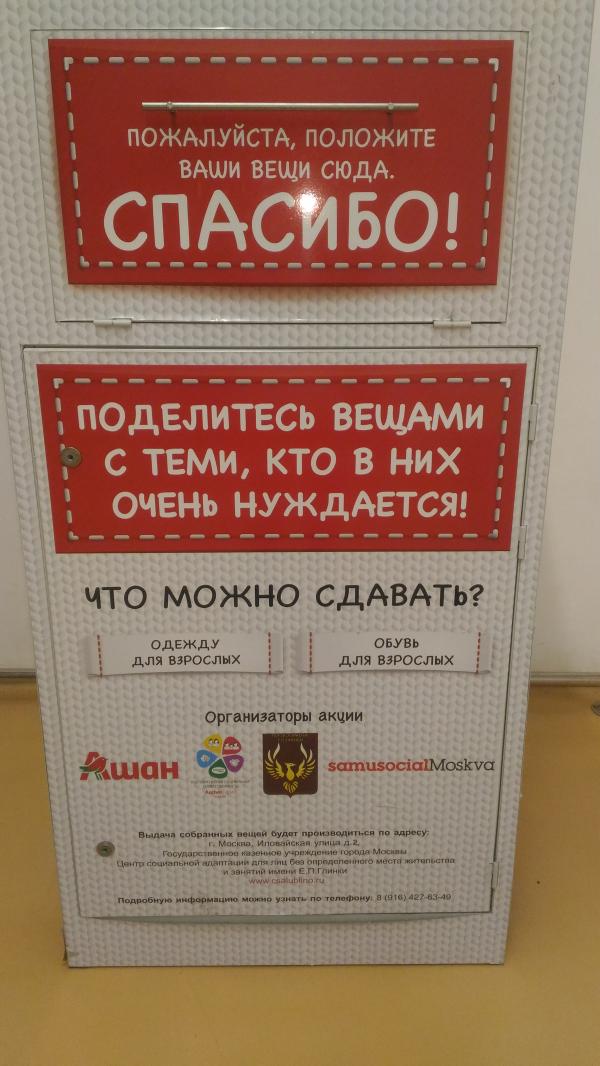 ПОЖАЛУЙСТА, ПОЛОЖИТЕ
ВАШИ ВЕЩИ СЮДА.
СПАСИБО!
ПОДЕЛИТЕСЬ ВЕЩАМИ
С ТЕМИ, КТО В НИХ
ОЧЕНЬ НУЖДАЕТСЯ!
ЧТО МОЖНО СДАВАТЬ?
ОДЕЖДУ
ДЛЯ ВЗРОСЛЫХ
ОБУВЬ
ДЛЯ ВЗРОСЛЫХ
Организаторы акции
Ашан
samusocialMoskva
Выдача собранных вещей будет производиться по адресу:
г. Москва, Иловайская улица д.2,
Государственное казенное учреждение города Москвы
Центр социальной адаптации для лиц без определенного места жительства
и занятий имени Е.П.Глинки
www.csalublino.ru
Подробную информацию можно узнать по телефону: 8 (916) 427-63-49